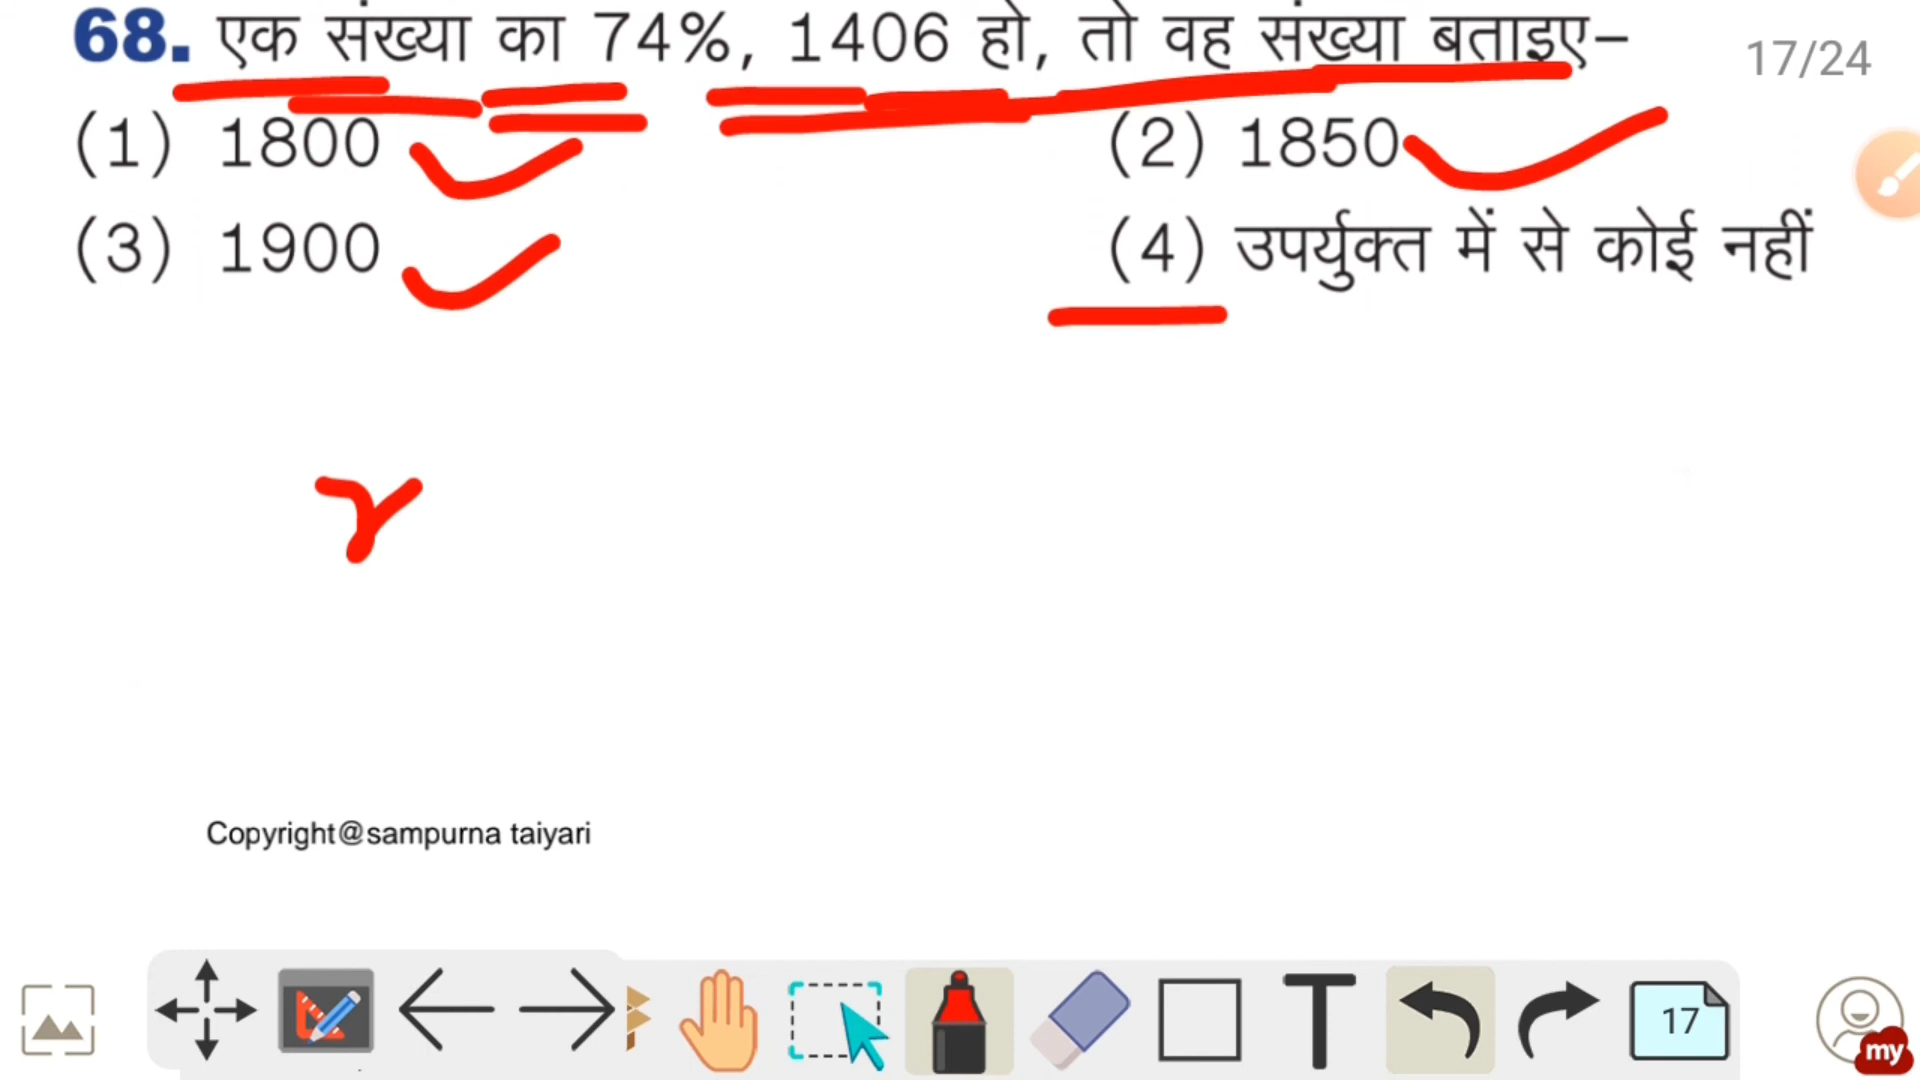 68. एक संख्या का 74%, 1406 हो, तो वह संख्या बताइए–
17/24
(1) 1800 (2) 1850
(3) 1900 (4) उपर्युक्त में से कोई नहीं
Copyright@sampurna taiyari
T
17
my